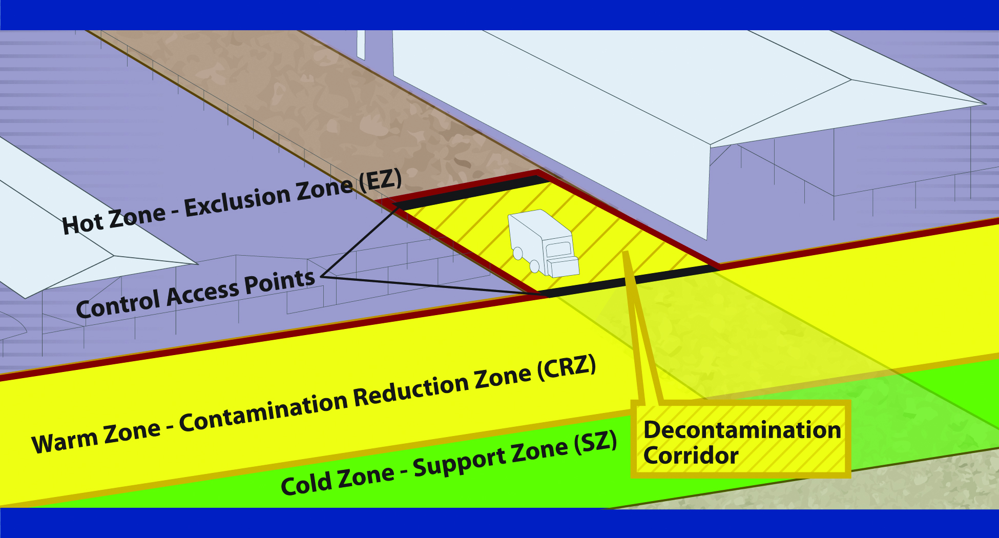 Hot Zone - Exclusion Zone (EZ)
Control Access Points
Warm Zone - Contamination Reduction Zone (CRZ)
Cold Zone - Support Zone (SZ)
Decontamination
Corridor